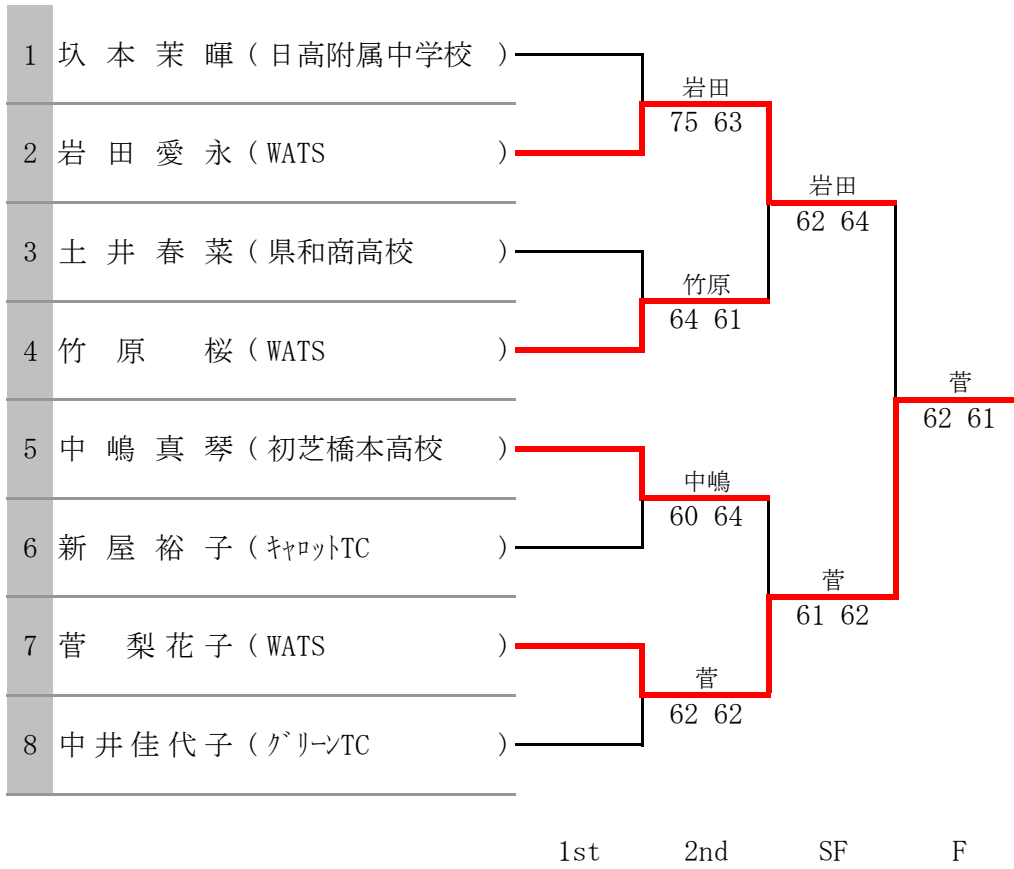 1 圦本茉暉(日高附属中学校)
岩田
75 63
2 岩田愛永(WATS)
岩田
62 64
3 土井春菜(県和商高校)
竹原
64 61
4 竹原 桜(WATS)
菅
62 61
5 中嶋真琴(初芝橋本高校)
中嶋
60 64
6 新屋裕子(ｷｬﾛｯﾄTC)
菅
61 62
7 菅 梨花子(WATS)
菅
62 62
8 中井佳代子(ｸﾞﾘｰﾝTC)
1st 2nd SF F